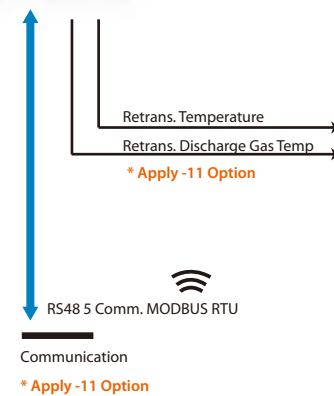 Retrans. Temperature
Retrans. Discharge Gas Temp
* Apply -11 Option
RS48 5 Comm. MODBUS RTU
Communication
* Apply -11 Option